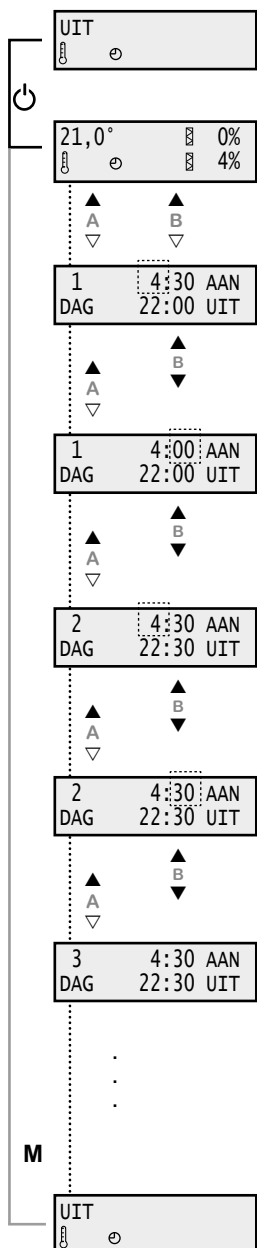 UIT
21,0° 0%
4%
A B
1 4:30 AAN
DAG 22:00 UIT
A B
1 4:00 AAN
DAG 22:00 UIT
A B
2 4:30 AAN
DAG 22:30 UIT
A B
2 4:30 AAN
DAG 22:30 UIT
A B
3 4:30 AAN
DAG 22:30 UIT
.
.
.
M
UIT